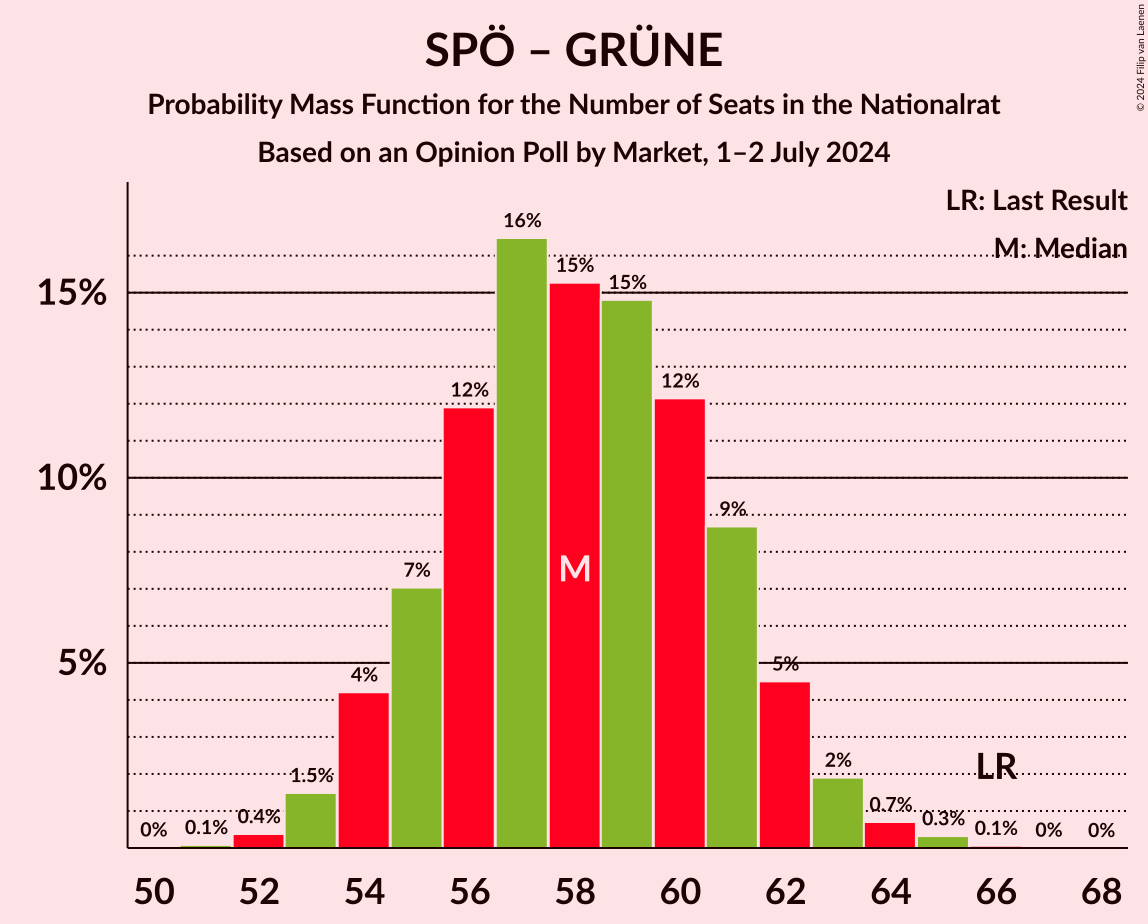 SPÖ – GRÜNE
Probability Mass Function for the Number of Seats in the Nationalrat
Based on an Opinion Poll by Market, 1–2 July 2024
© 2024 Filip van Laenen
LR: Last Result
M: Median
15%
10%
5%
0%
0.1%
0.4%
1.5%
4%
7%
12%
16%
15%
15%
12%
9%
5%
2%
0.7%
0.3%
0.1%
0%
0%
M
LR
50 52 54 56 58 60 62 64 66 68